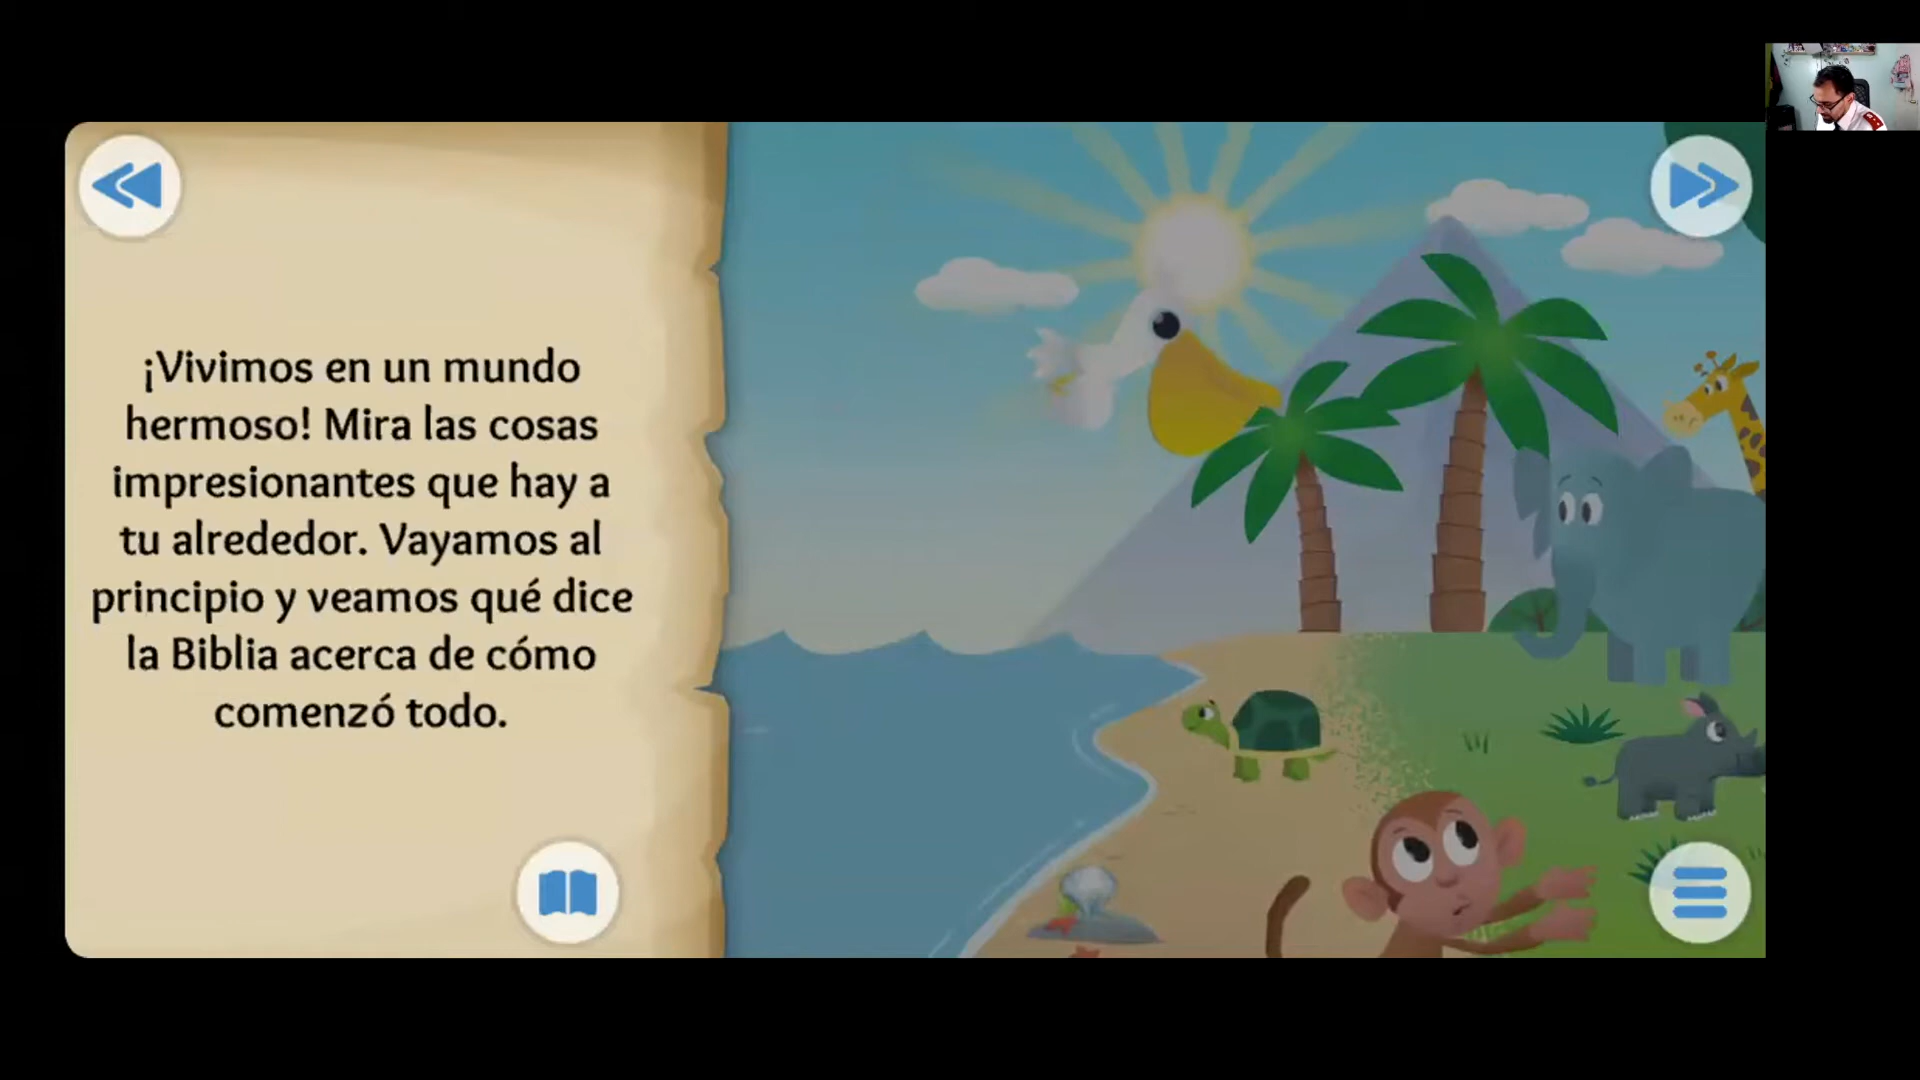 ¡Vivimos en un mundo
hermoso! Mira las cosas
impresionantes que hay a
tu alrededor. Vayamos al
principio y veamos qué dice
la Biblia acerca de cómo
comenzó todo.